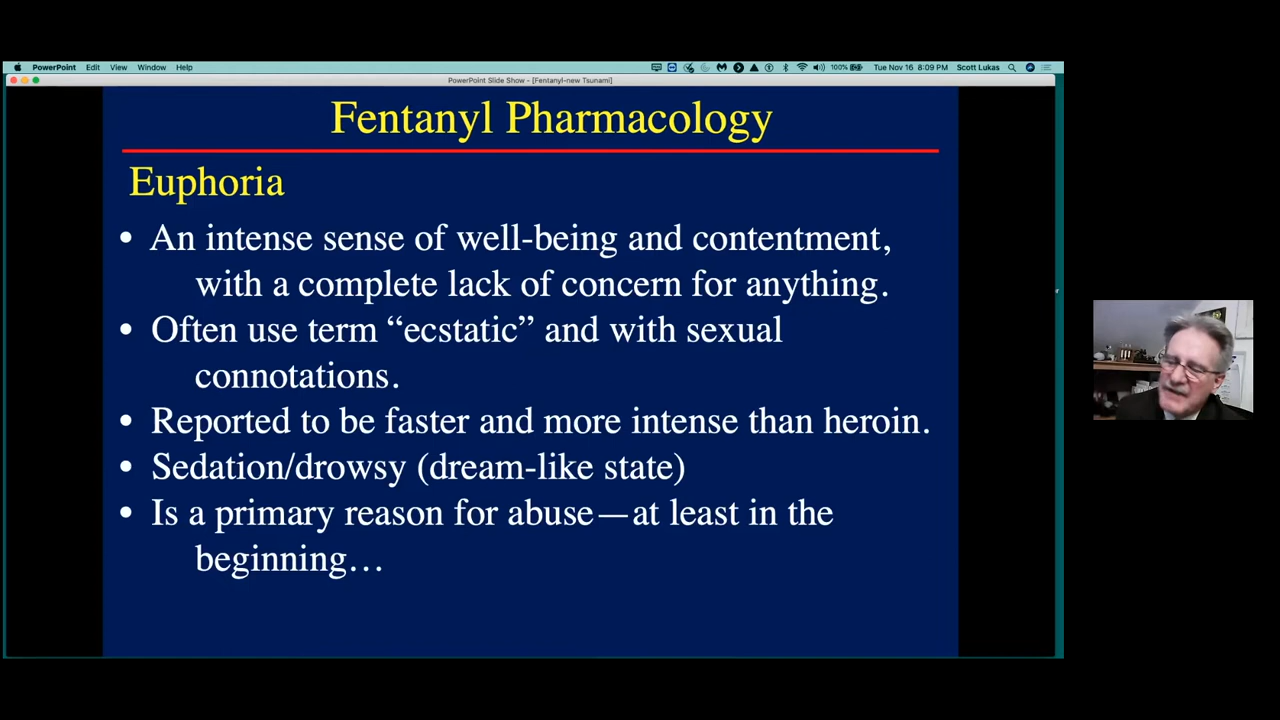 PowerPoint Edit View Window Help 100% Tue Nov 16 8:09 PM Scott Lukas
PowerPoint Slide Show - [Fentanyl-new Tsunami]
Fentanyl Pharmacology
Euphoria
• An intense sense of well-being and contentment,
with a complete lack of concern for anything.
• Often use term “ecstatic” and with sexual
connotations.
• Reported to be faster and more intense than heroin.
• Sedation/drowsy (dream-like state)
• Is a primary reason for abuse—at least in the
beginning…